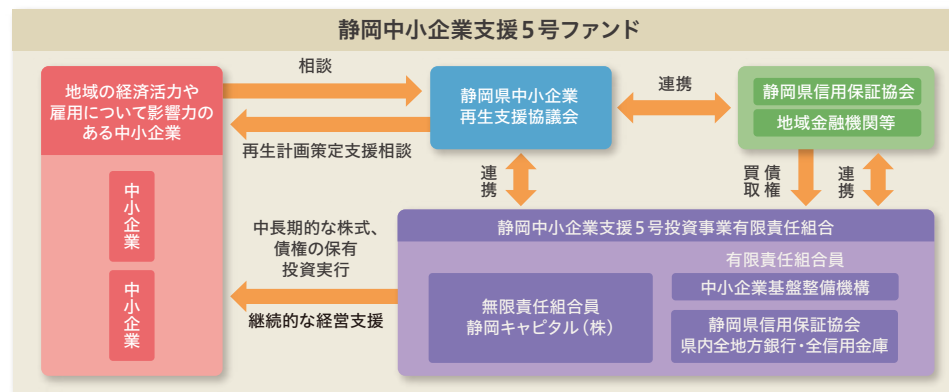 静岡中小企業支援5号ファンド
地域の経済活力や
雇用について影響力の
ある中小企業
中小企業
中小企業
相談
再生計画策定支援相談
静岡県中小企業
再生支援協議会
連携
静岡県信用保証協会
地域金融機関等
連携
債権
買取
連携
中長期的な株式、
債権の保有
投資実行
継続的な経営支援
静岡中小企業支援5号投資事業有限責任組合
無限責任組合員
静岡キャピタル（株）
有限責任組合員
中小企業基盤整備機構
静岡県信用保証協会
県内全地方銀行・全信用金庫